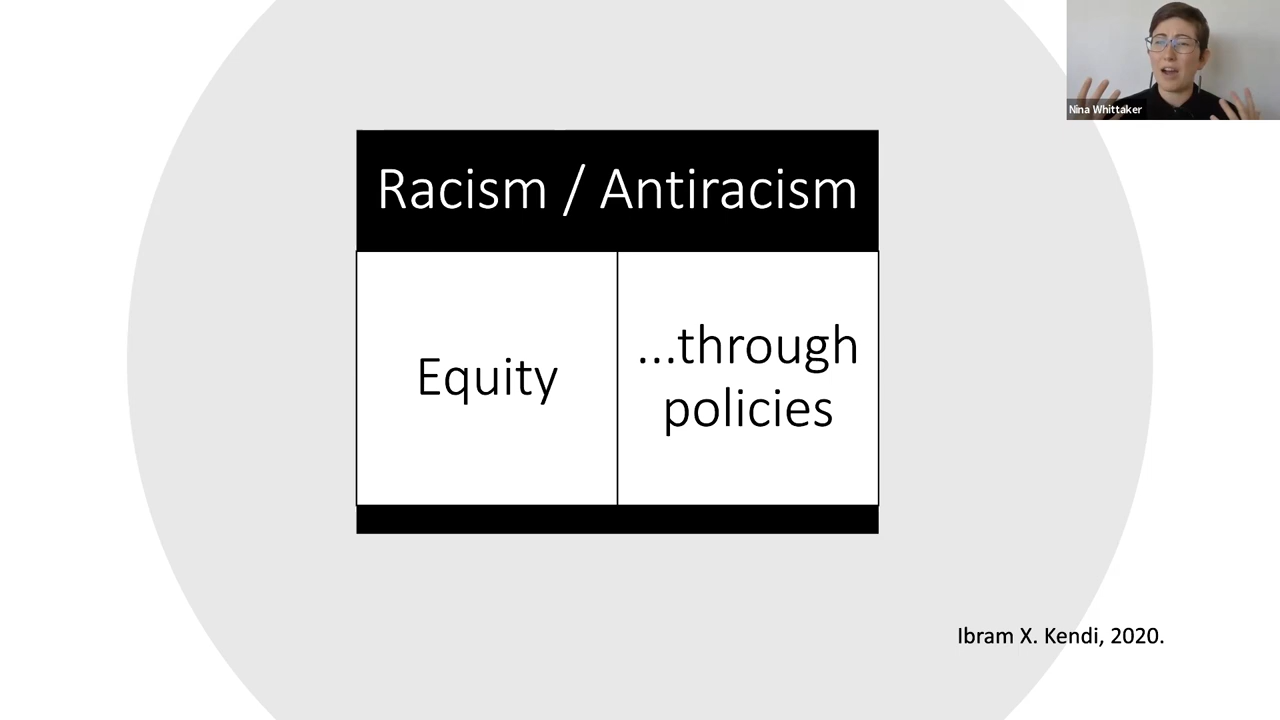 Nina Whittaker
Racism / Antiracism
Equity
...through
policies
Ibram X. Kendi, 2020.